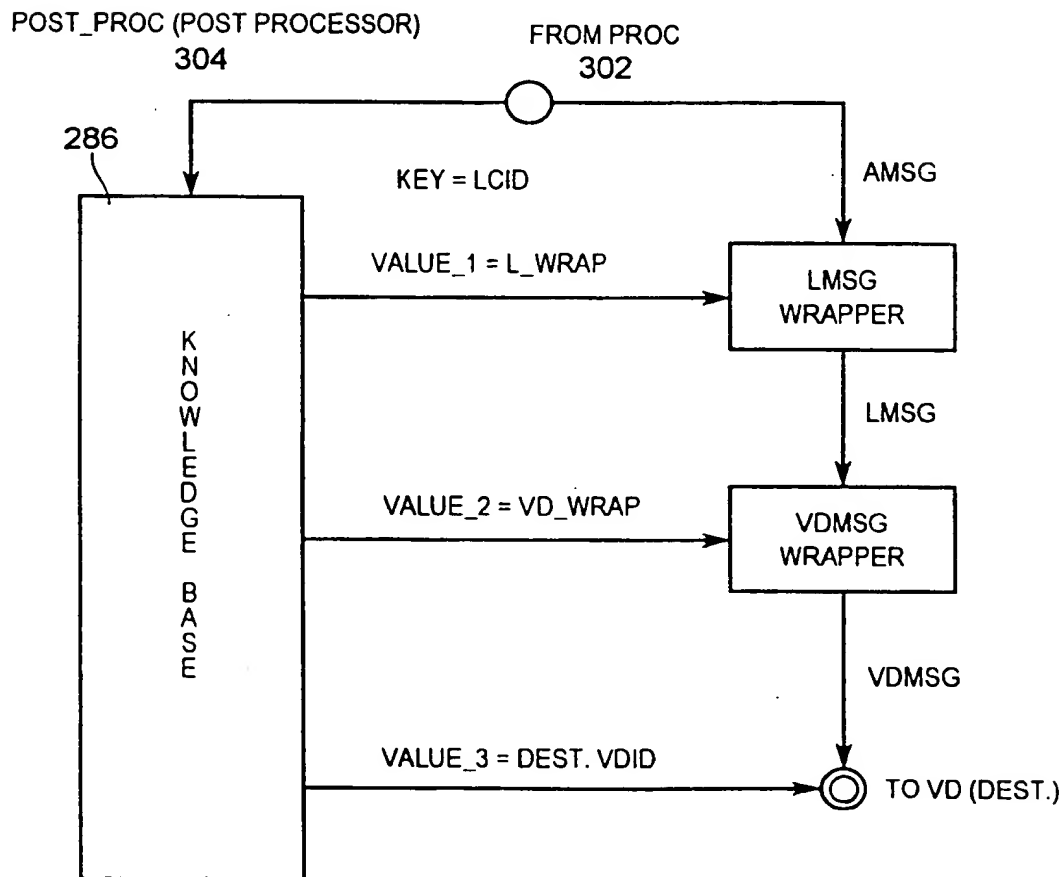 POST_PROC (POST PROCESSOR)
304
FROM PROC
302
286
KEY = LCID
AMSG
VALUE_1 = L_WRAP
LMSG
WRAPPER
KNOWLEDGE BASE
LMSG
VALUE_2 = VD_WRAP
VDMSG
WRAPPER
VDMSG
VALUE_3 = DEST. VDID
TO VD (DEST.)